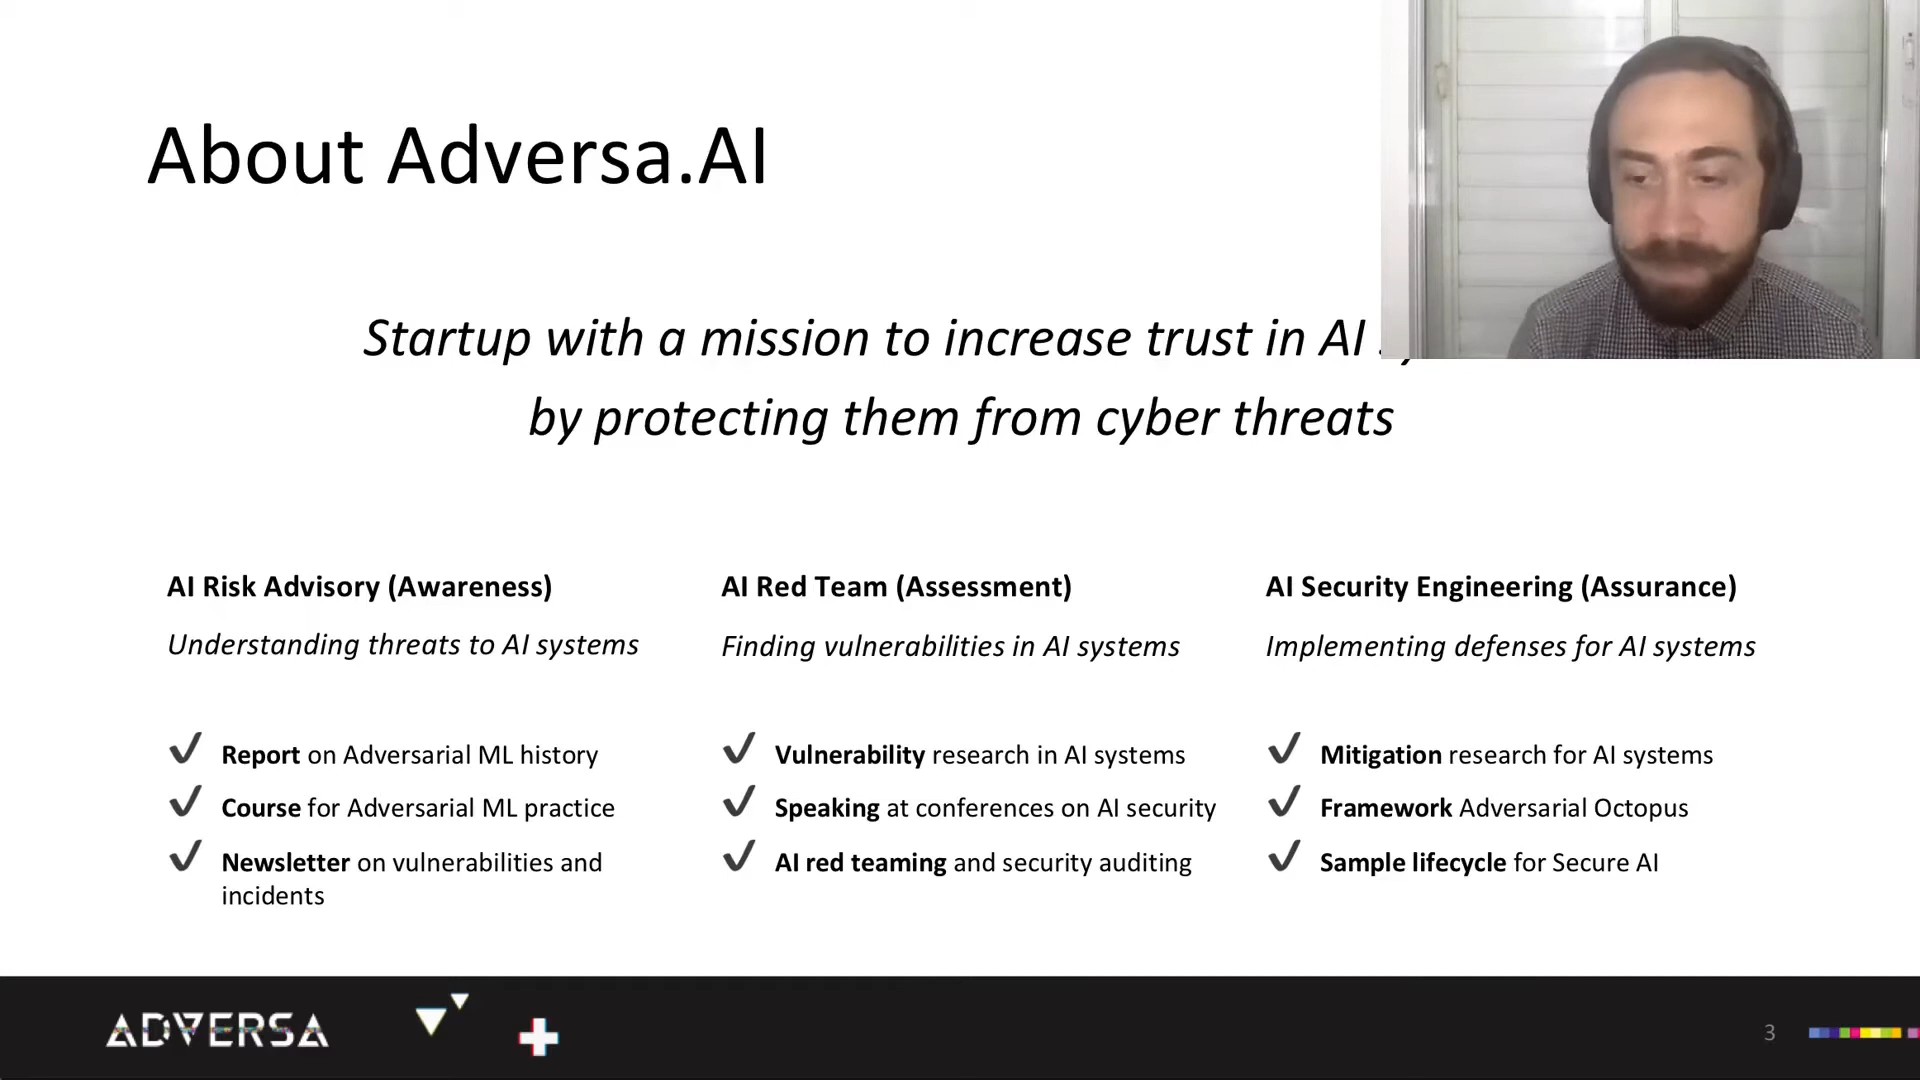 About Adversa.AI
Startup with a mission to increase trust in AI
by protecting them from cyber threats
AI Risk Advisory (Awareness)
Understanding threats to AI systems
✔ Report on Adversarial ML history
✔ Course for Adversarial ML practice
✔ Newsletter on vulnerabilities and
incidents
AI Red Team (Assessment)
Finding vulnerabilities in AI systems
✔ Vulnerability research in AI systems
✔ Speaking at conferences on AI security
✔ AI red teaming and security auditing
AI Security Engineering (Assurance)
Implementing defenses for AI systems
✔ Mitigation research for AI systems
✔ Framework Adversarial Octopus
✔ Sample lifecycle for Secure AI
ADVERSA
3